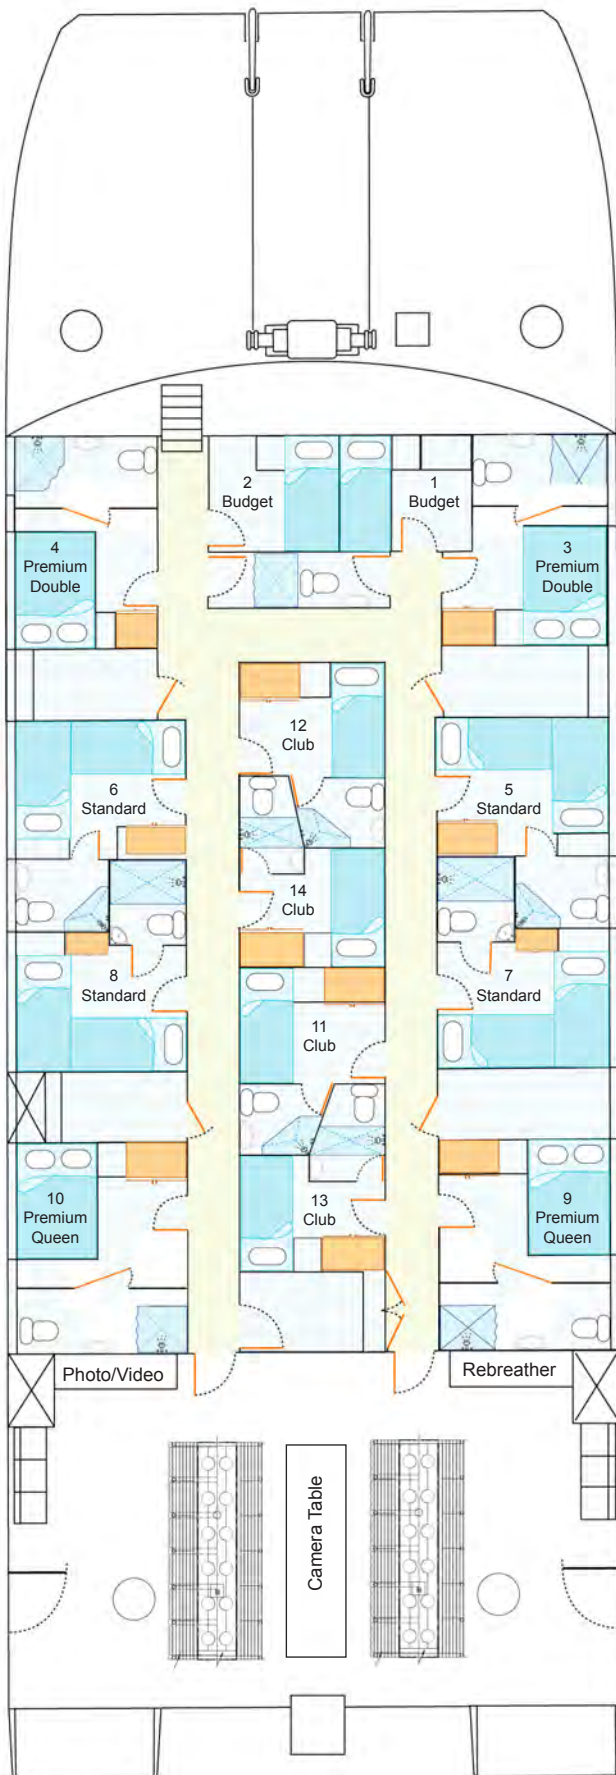 2
Budget
1
Budget
4
Premium
Double
3
Premium
Double
12
Club
6
Standard
5
Standard
14
Club
8
Standard
7
Standard
11
Club
10
Premium
Queen
13
Club
9
Premium
Queen
Photo/Video
Rebreather
Camera Table